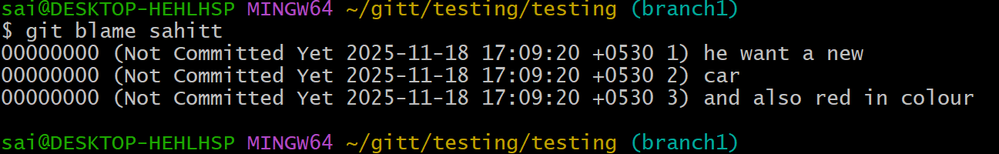 sai@DESKTOP-HEHLHSP MINGW64 ~/gitt/testing/testing (branch1)
$ git blame sahitt
00000000 (Not Committed Yet 2025-11-18 17:09:20 +0530 1) he want a new
00000000 (Not Committed Yet 2025-11-18 17:09:20 +0530 2) car
00000000 (Not Committed Yet 2025-11-18 17:09:20 +0530 3) and also red in colour
sai@DESKTOP-HEHLHSP MINGW64 ~/gitt/testing/testing (branch1)